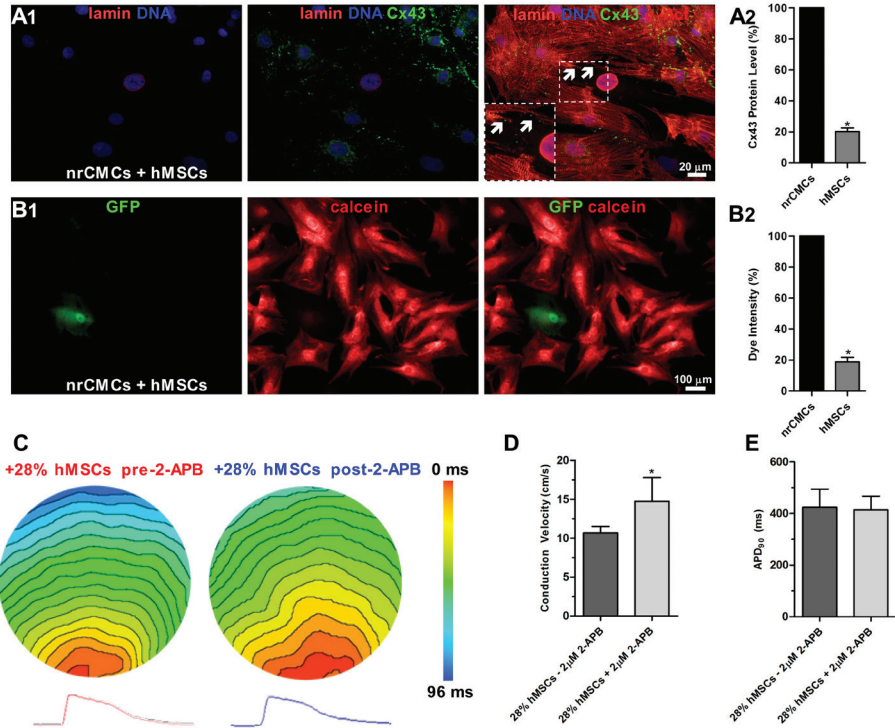 A1
lamin DNA
nrCMCs + hMSCs
lamin DNA Cx43
lamin DNA Cx43
20 μm
A2
Cx43 Protein Level (%)
100
80
60
40
20
0
*
nrCMCs
hMSCs
B1
GFP
nrCMCs + hMSCs
calcein
GFP calcein
100 μm
B2
Dye Intensity (%)
100
80
60
40
20
0
*
nrCMCs
hMSCs
C
+28% hMSCs pre-2-APB
+28% hMSCs post-2-APB
0 ms
96 ms
D
Conduction Velocity (cm/s)
20
15
10
5
0
*
28% hMSCs - 2μM 2-APB
28% hMSCs + 2μM 2-APB
E
APD90 (ms)
600
400
200
0
28% hMSCs - 2μM 2-APB
28% hMSCs + 2μM 2-APB